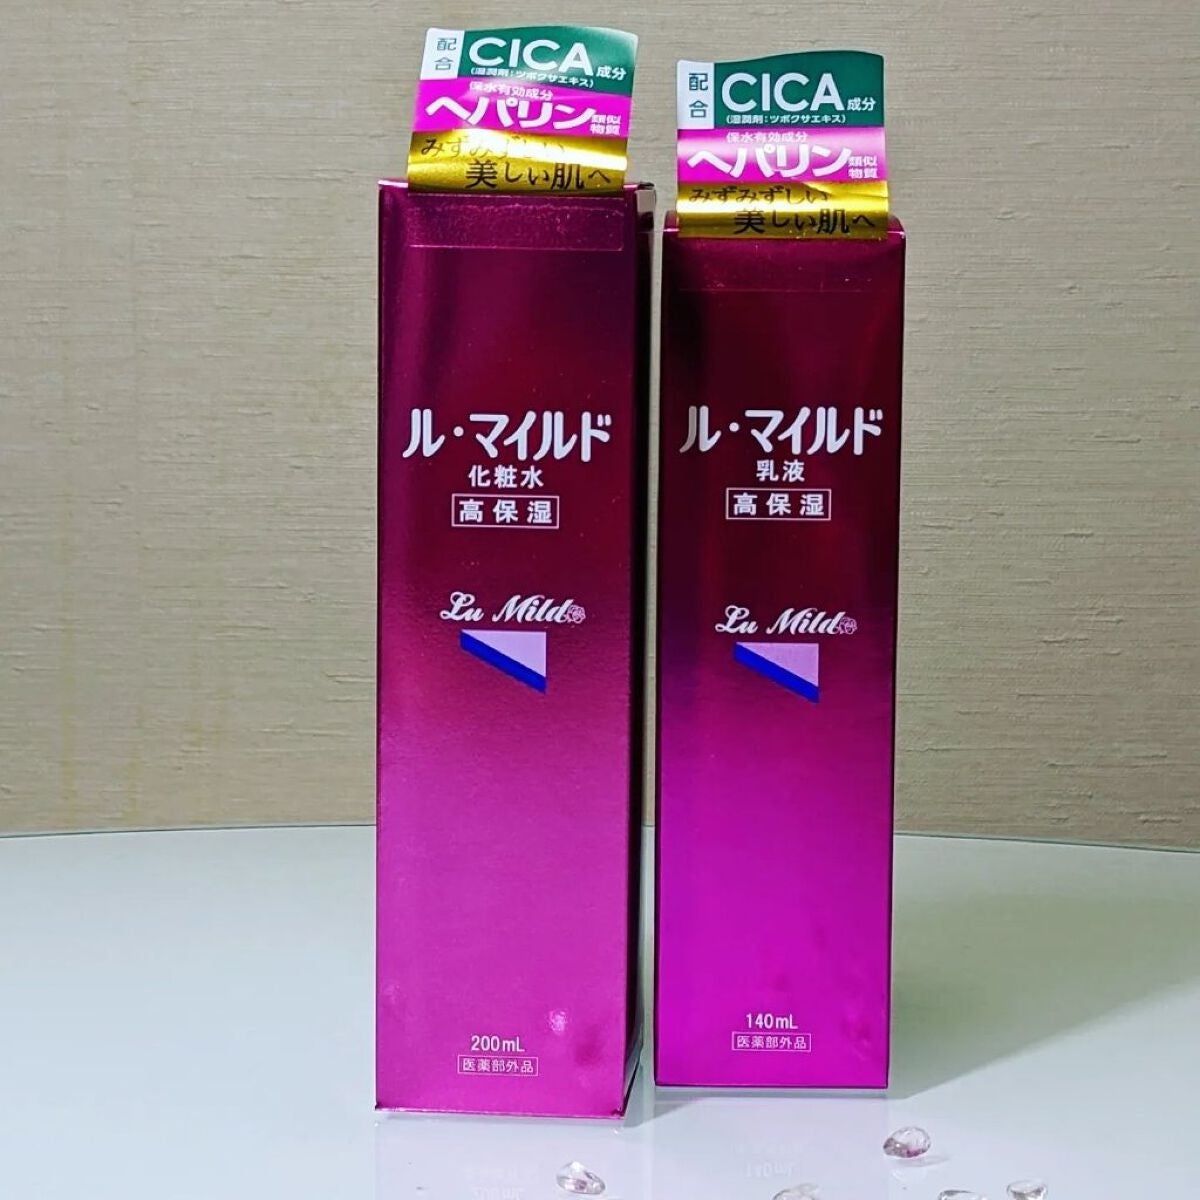 配合
CICA成分
(湿潤剤:ツボクサエキス)
保水有効成分
ヘパリン類似物質
みずみずしい
美しい肌へ
ル・マイルド
化粧水
高保湿
Lu Mild
200mL
医薬部外品
配合
CICA成分
(湿潤剤:ツボクサエキス)
保水有効成分
ヘパリン類似物質
みずみずしい
美しい肌へ
ル・マイルド
乳液
高保湿
Lu Mild
140mL
医薬部外品